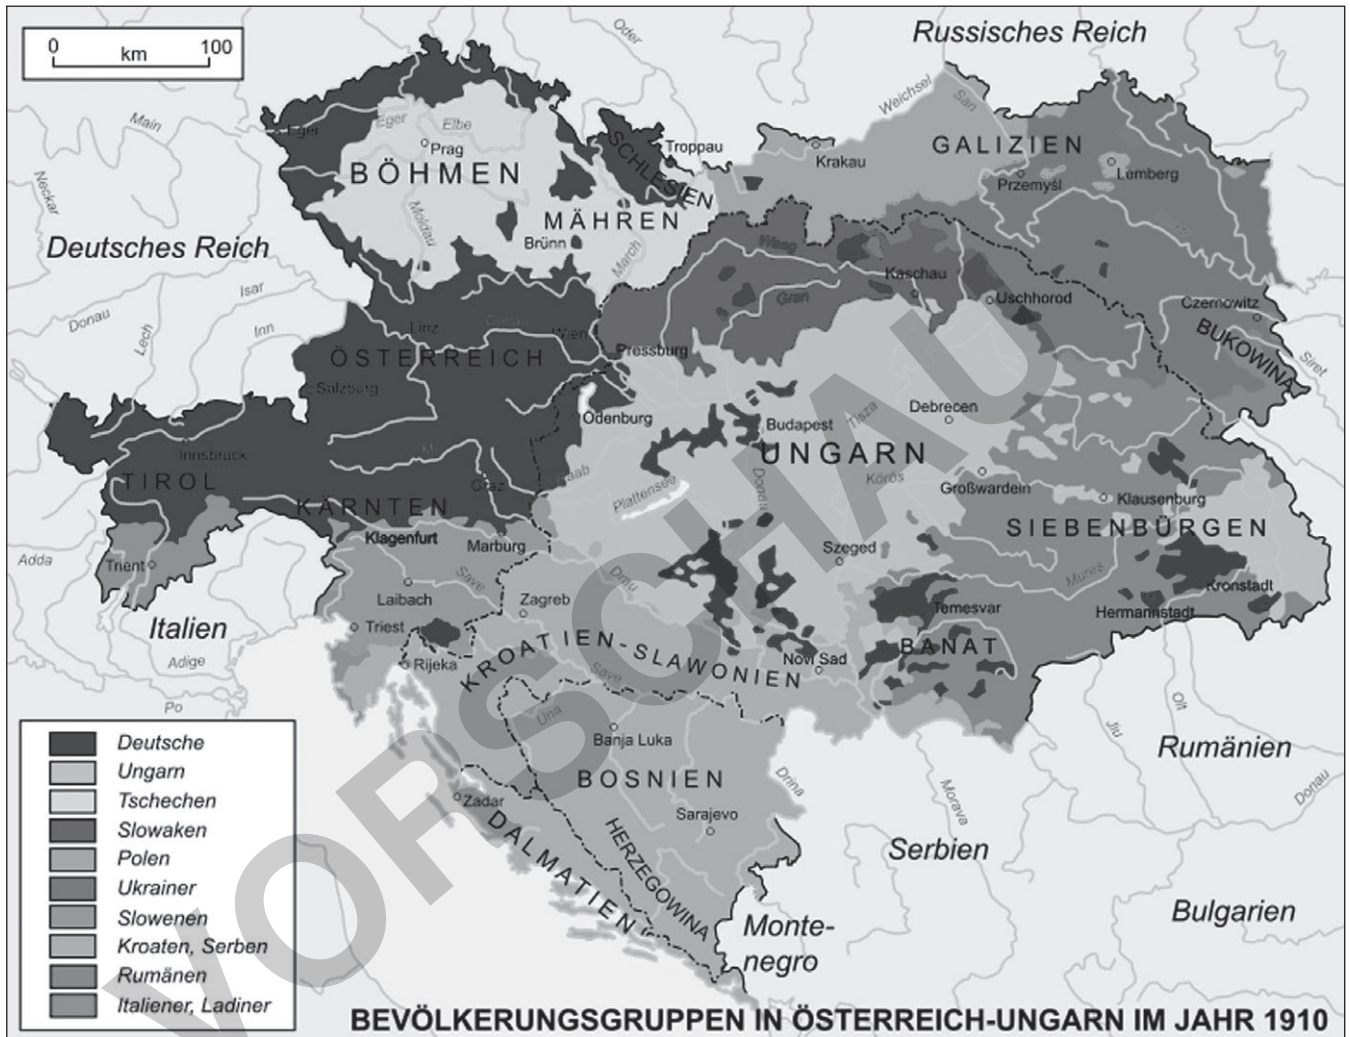 0 100
km
Oder
Russisches Reich
Weichsel
San
Main
Eger
Eger
Elbe
Prag
BÖHMEN
SCHLESIEN
Troppau
Krakau
GALIZIEN
Przemyśl
Lemberg
Neckar
Moldau
MÄHREN
Brünn
March
Deutsches Reich
Waag
Kaschau
Gran
Uschhorod
Czernowitz
BUKOWINA
Siret
Isar
Donau
Lech
Inn
Linz
Donau
Wien
Pressburg
ÖSTERREICH
Salzburg
Odenburg
Budapest
Tisza
Debrecen
UNGARN
Innsbruck
TIROL
Graz
Raab
Plattensee
Donau
Körös
Großwardein
Klausenburg
KÄRNTEN
SIEBENBÜRGEN
Klagenfurt
Marburg
Szeged
Adda
Trient
Save
Drau
Mures
Kronstadt
Laibach
Zagreb
Temesvar
Hermannstadt
Italien
Triest
Adige
Rijeka
KROATIEN-SLAWONIEN
Save
Novi Sad
BANAT
Po
Una
Banja Luka
BOSNIEN
Drina
Jiu
Olt
Rumänien
Donau
Morava
Zadar
Sarajevo
DALMATIEN
HERZEGOWINA
Serbien
Bulgarien
Monte-
negro
Deutsche
Ungarn
Tschechen
Slowaken
Polen
Ukrainer
Slowenen
Kroaten, Serben
Rumänen
Italiener, Ladiner
BEVÖLKERUNGSGRUPPEN IN ÖSTERREICH-UNGARN IM JAHR 1910
VORSCHAU